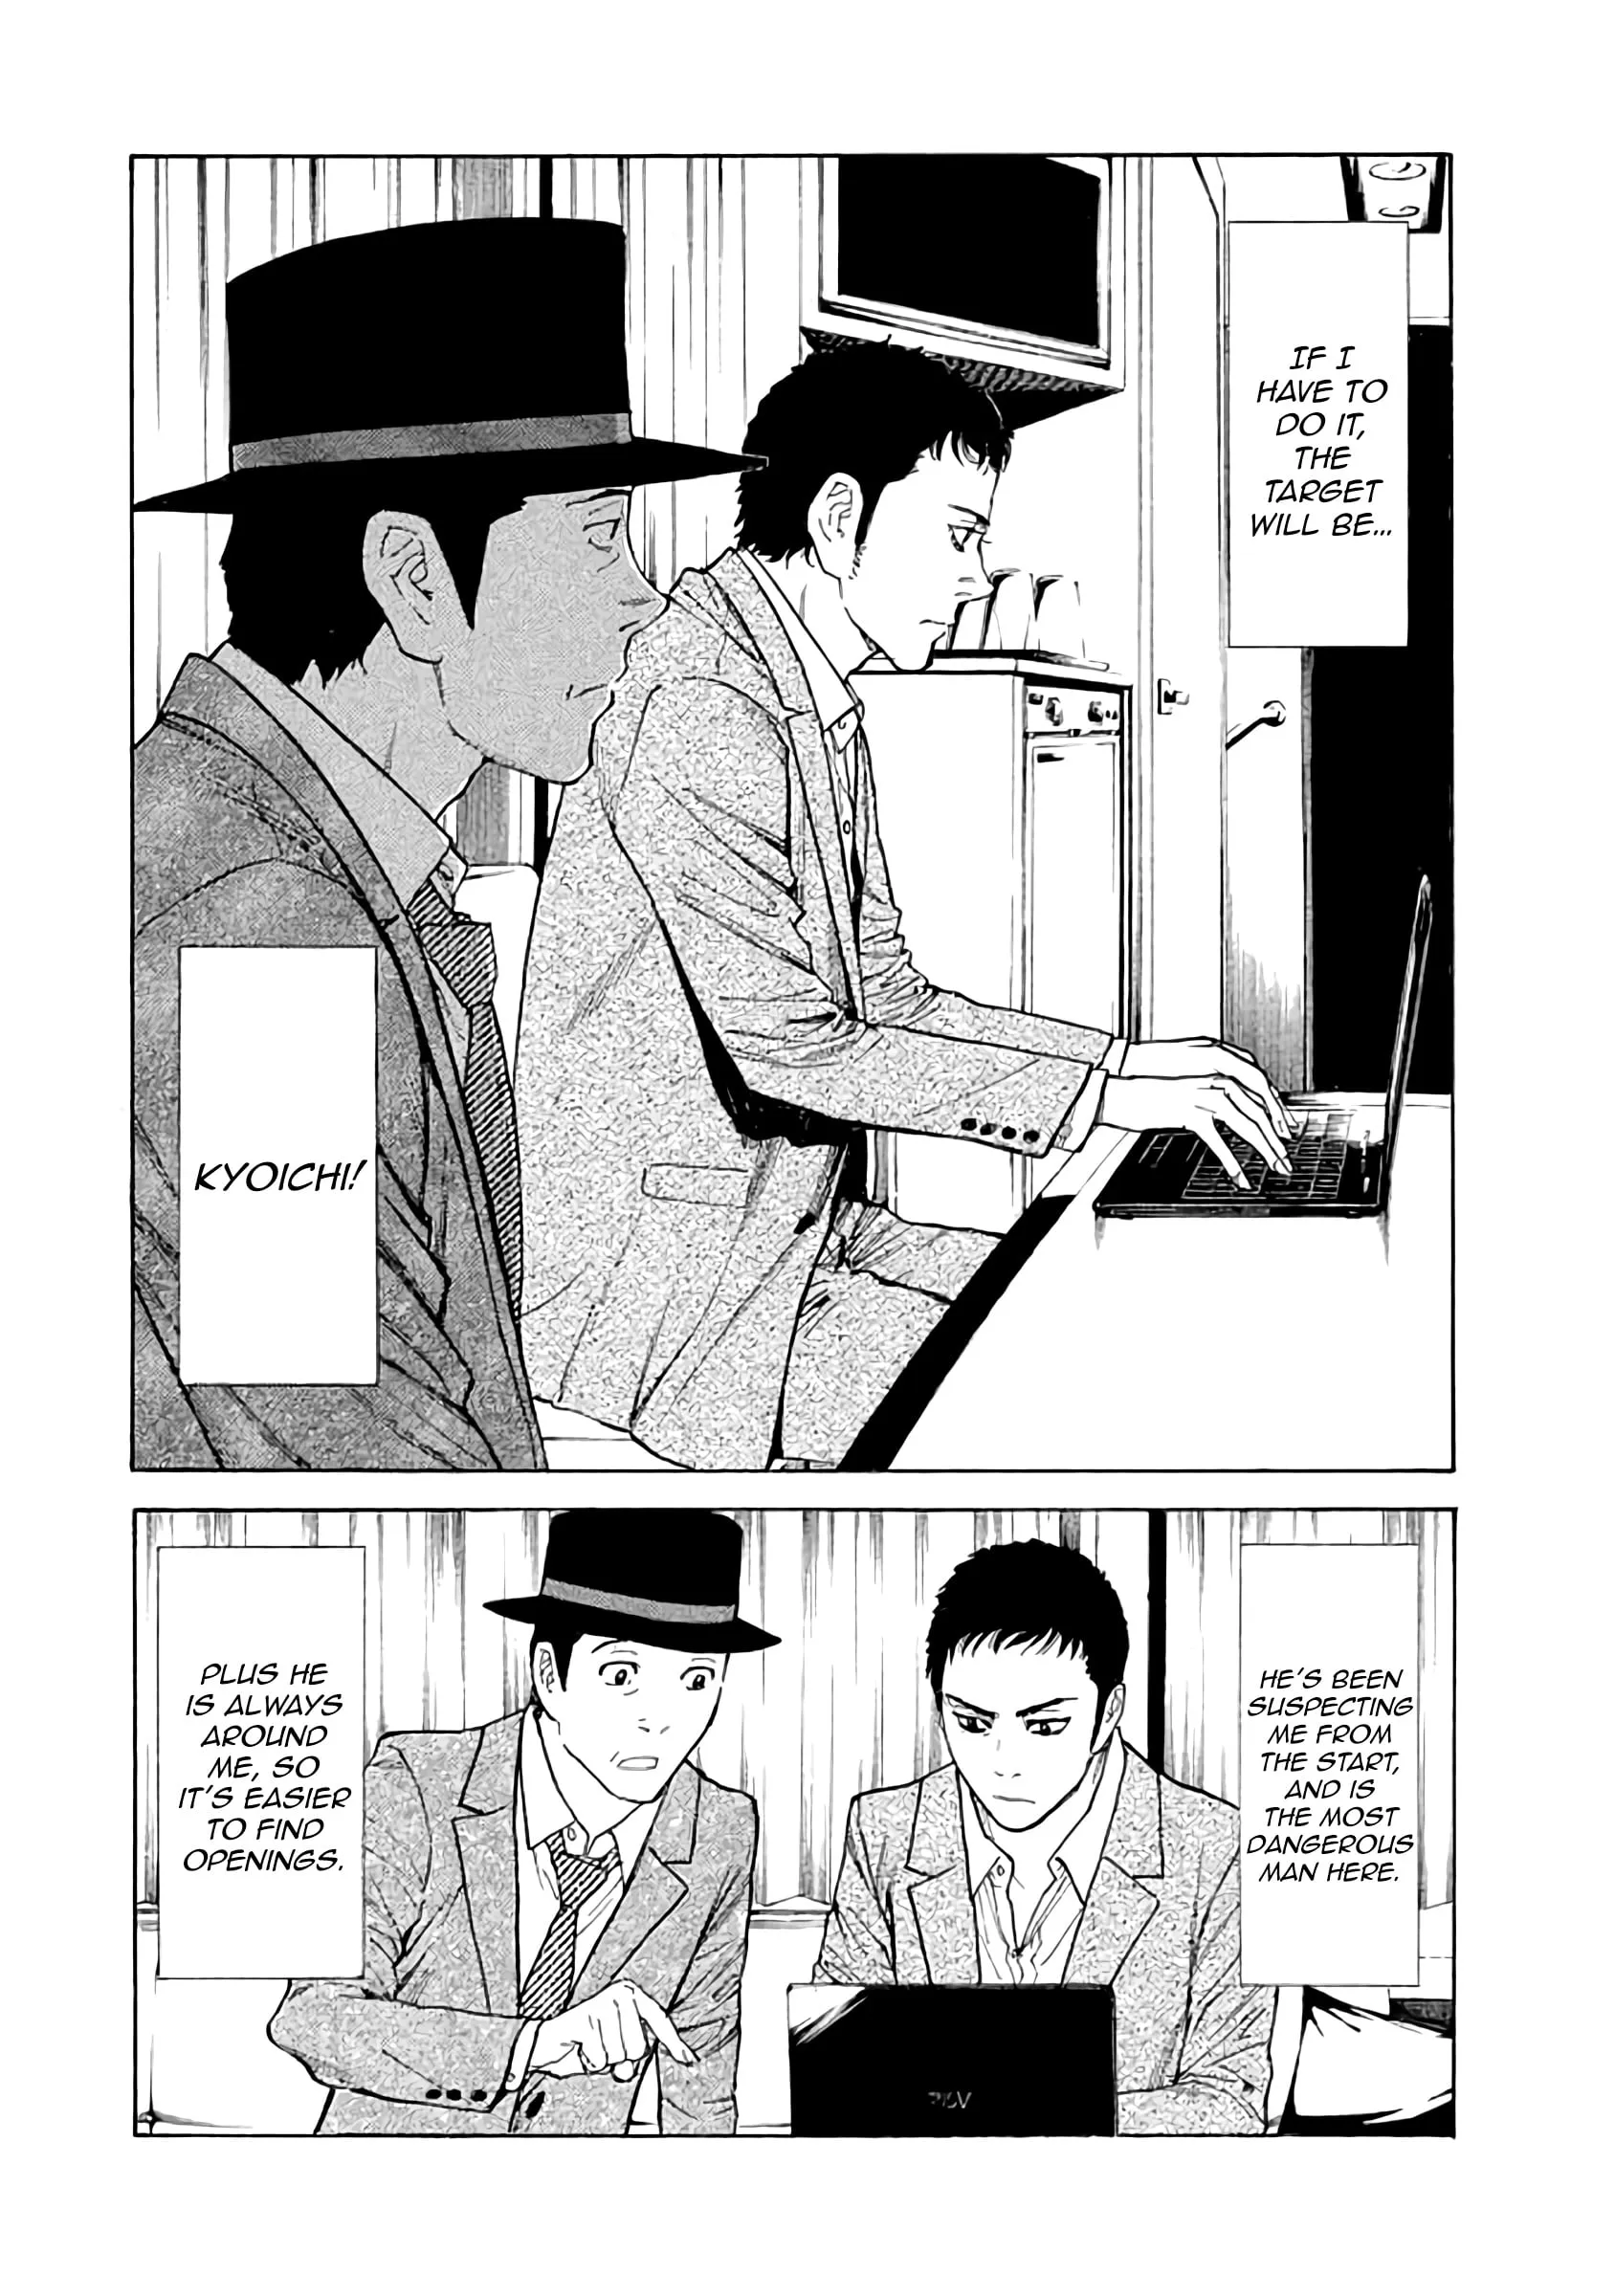 IF I
HAVE TO
DO IT,
THE
TARGET
WILL BE...
KYOICHI!
HE'S BEEN
SUSPECTING
ME FROM
THE START,
AND IS
THE MOST
DANGEROUS
MAN HERE.
PLUS HE
IS ALWAYS
AROUND
ME, SO
IT'S EASIER
TO FIND
OPENINGS.